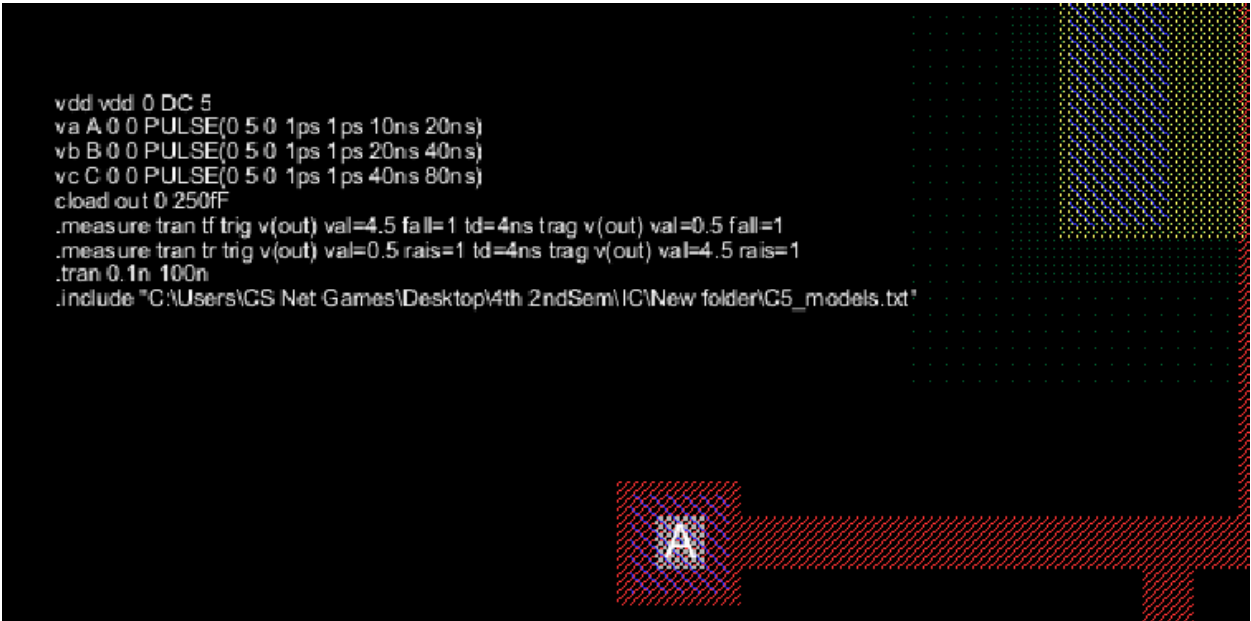 vdd vdd 0 DC 5
va A 0 0 PULSE(0 5 0 1ps 1ps 10ns 20ns)
vb B 0 0 PULSE(0 5 0 1ps 1ps 20ns 40ns)
vc C 0 0 PULSE(0 5 0 1ps 1ps 40ns 80ns)
cload out 0 250fF
.measure tran tf trig v(out) val=4.5 fall=1 td=4ns trag v(out) val=0.5 fall=1
.measure tran tr trig v(out) val=0.5 rais=1 td=4ns trag v(out) val=4.5 rais=1
.tran 0.1n 100n
.include "C:\Users\CS Net Games\Desktop\4th 2ndSem\IC\New folder\C5_models.txt"
A